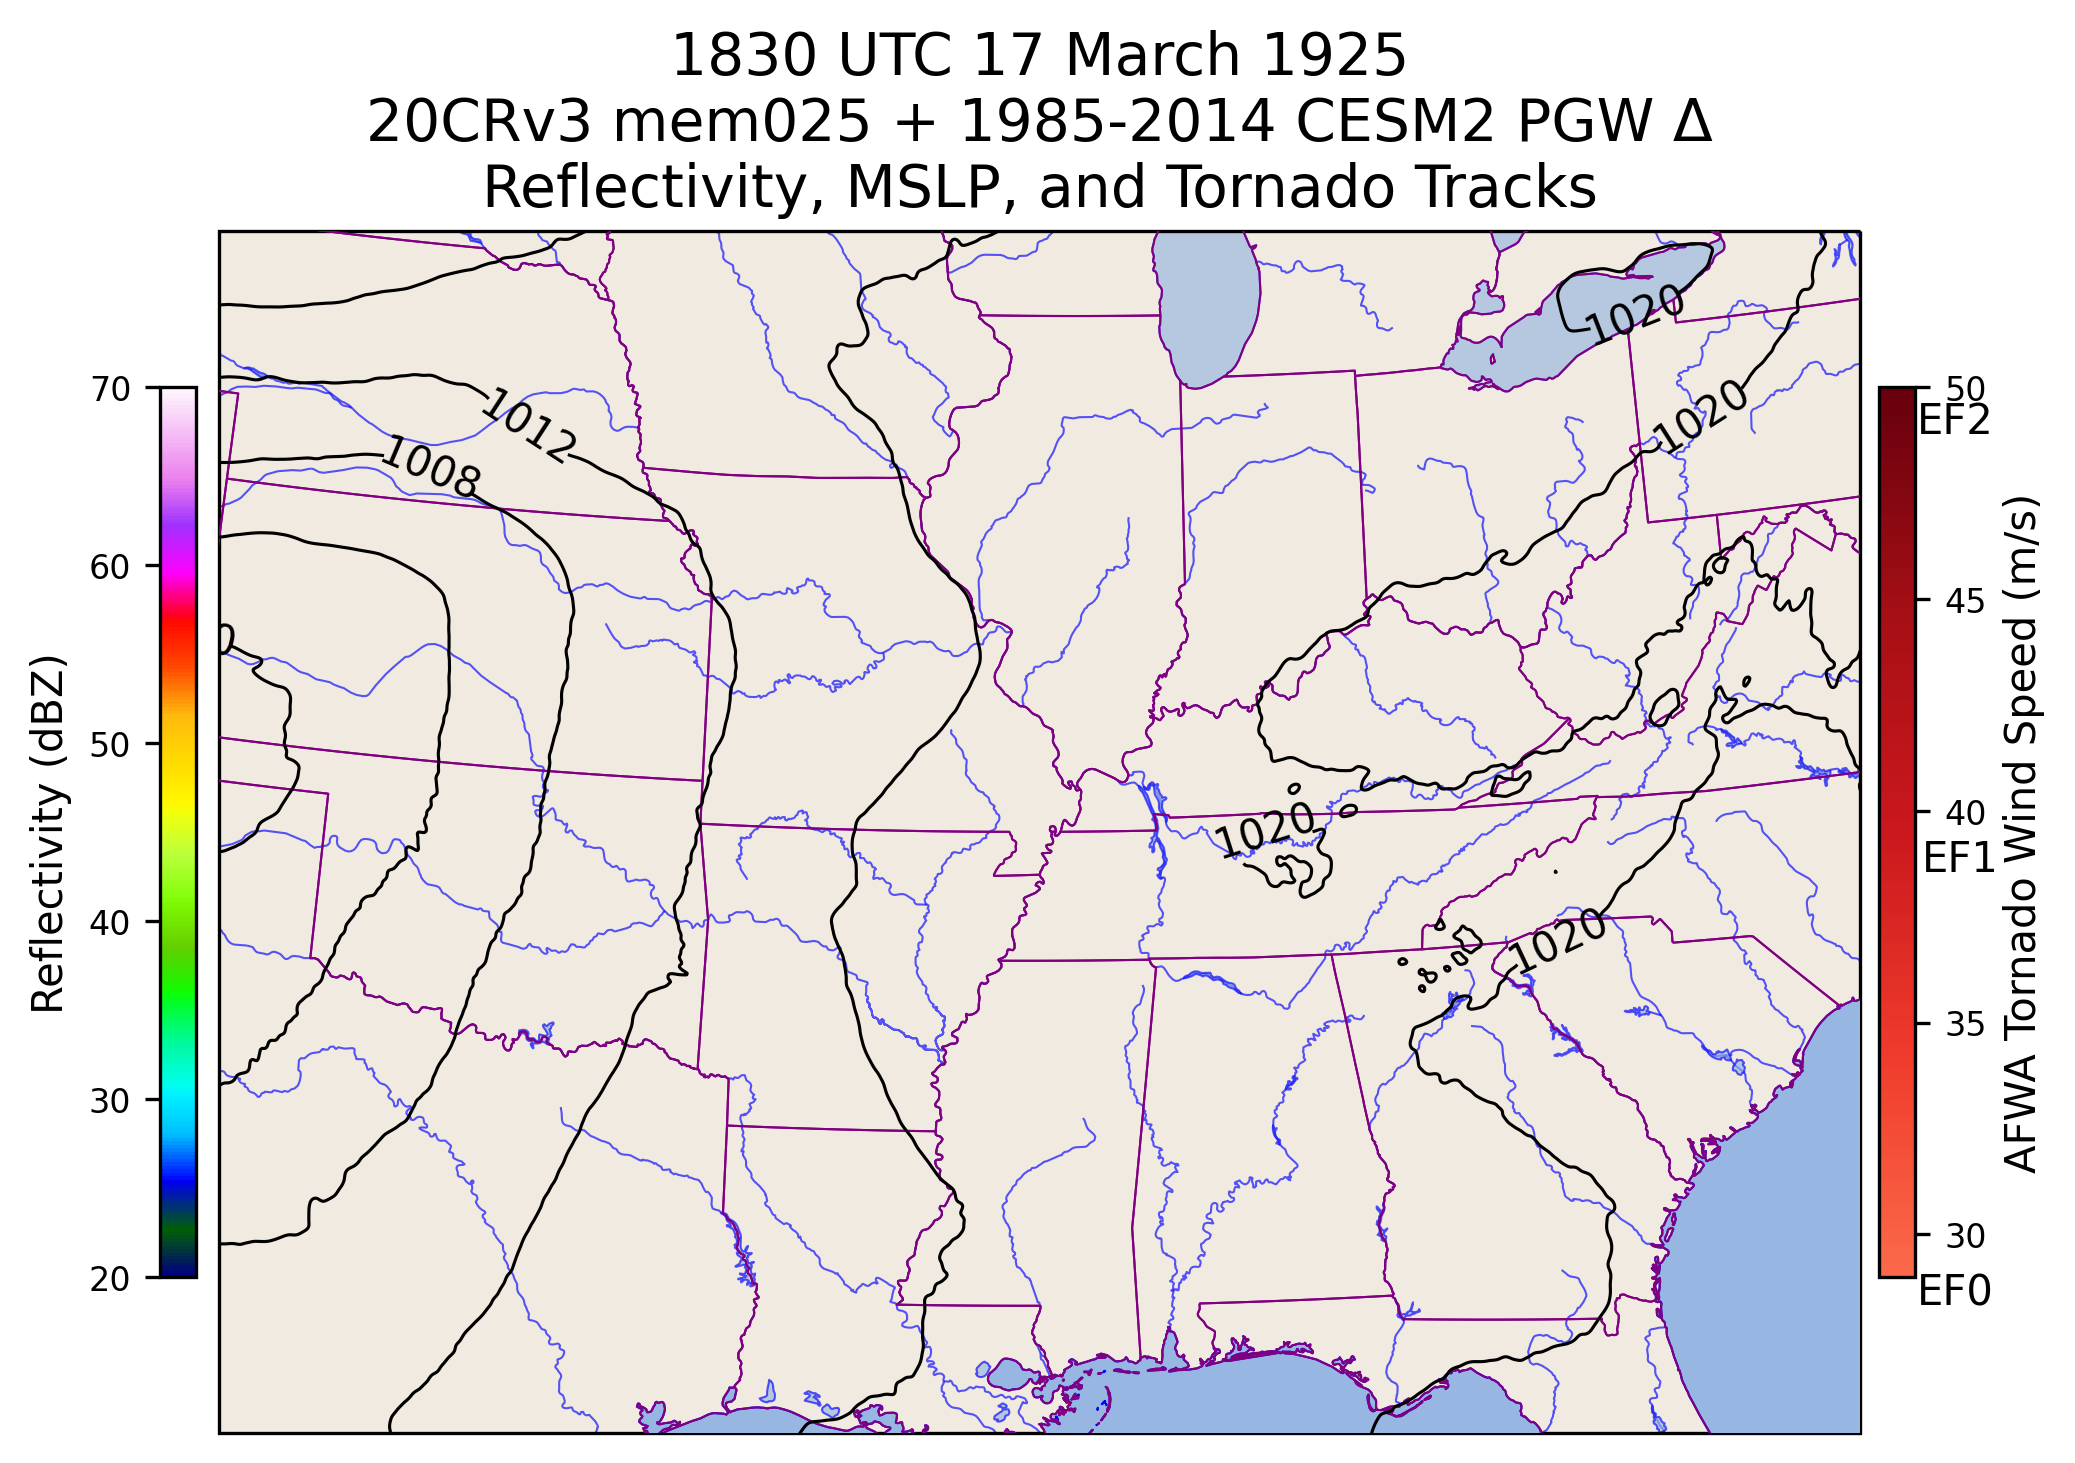 1830 UTC 17 March 1925
20CRv3 mem025 + 1985-2014 CESM2 PGW Δ
Reflectivity, MSLP, and Tornado Tracks
1020
1020
1012
1008
1020
1020
Reflectivity (dBZ)
70
60
50
40
30
20
50
EF2
45
40
EF1
35
30
EF0
AFWA Tornado Wind Speed (m/s)